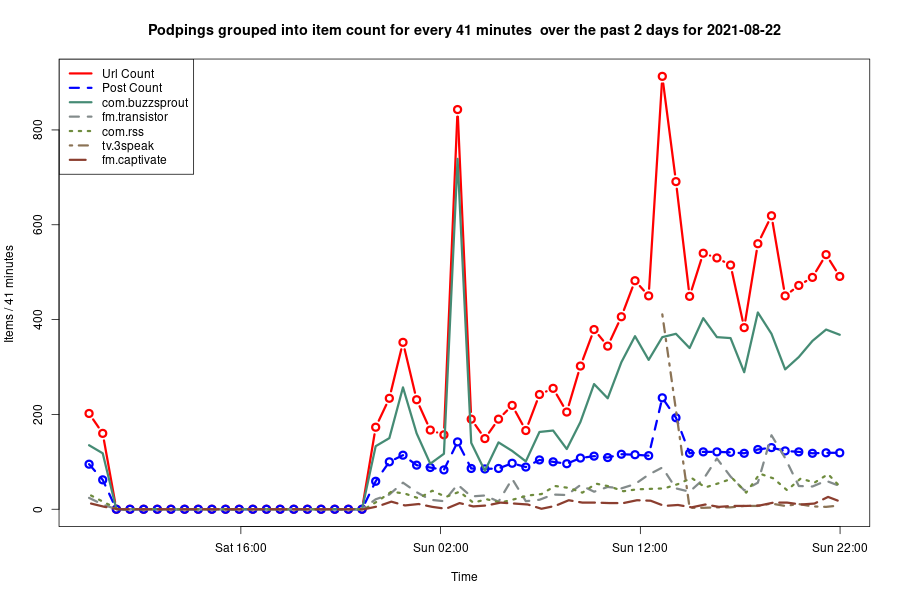 Podpings grouped into item count for every 41 minutes  over the past 2 days for 2021-08-22
Url Count
Post Count
com.buzzsprout
fm.transistor
com.rss
tv.3speak
fm.captivate
Items / 41 minutes
800
600
400
200
0
Sat 16:00
Sun 02:00
Sun 12:00
Sun 22:00
Time